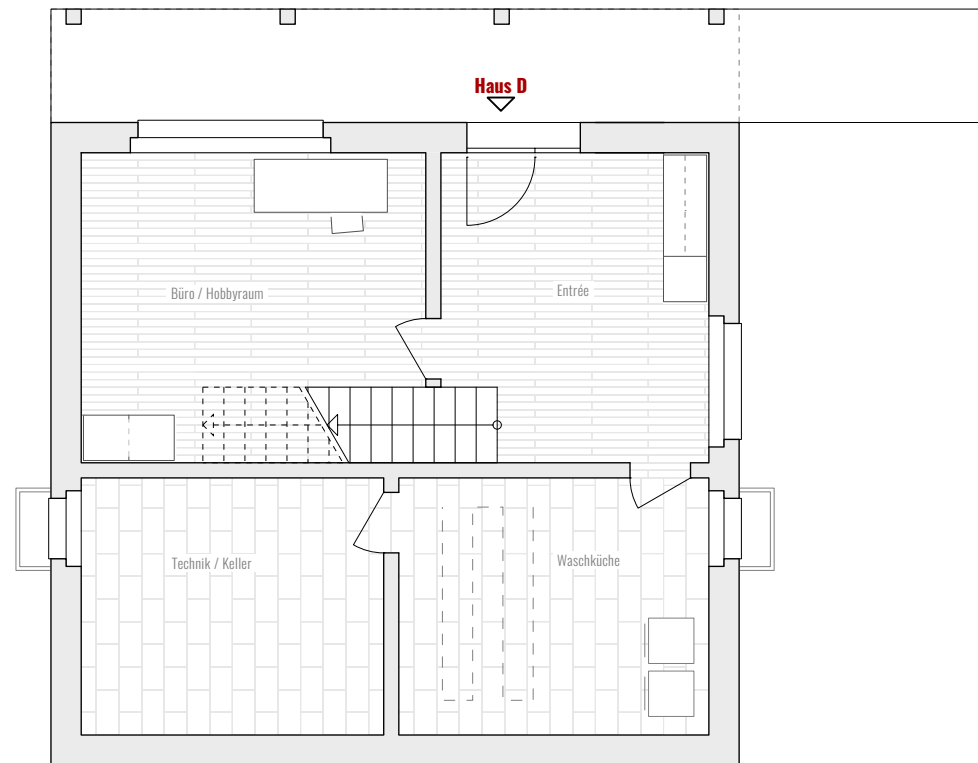 Haus D
Büro / Hobbyraum
Entrée
Technik / Keller
Waschküche